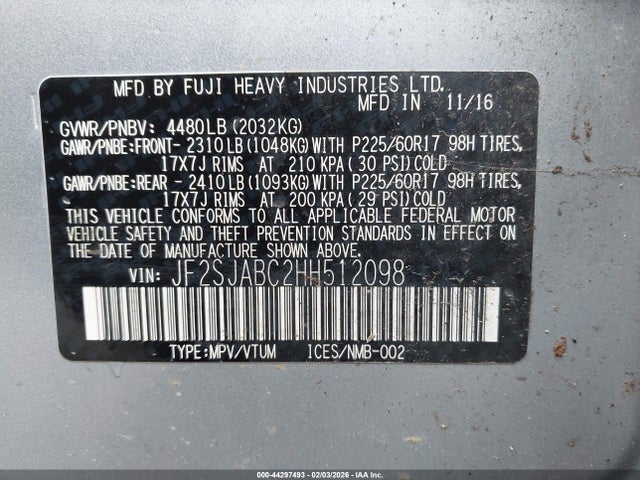 MFD BY FUJI HEAVY INDUSTRIES LTD.
MFD IN 11/16
GVWR/PNBV: 4480LB(2032KG)
GAWR/PNBE:FRONT-2310LB(1048KG)WITH P225/60R17 98H TIRES,
17X7J RIMS AT 210 KPA(30 PSI)COLD
GAWR/PNBE:REAR -2410LB(1093KG)WITH P225/60R17 98H TIRES,
17X7J RIMS AT 200 KPA(29 PSI)COLD
THIS VEHICLE CONFORMS TO ALL APPLICABLE FEDERAL MOTOR
VEHICLE SAFETY AND THEFT PREVENTION STANDARDS IN EFFECT ON
THE DATE OF MANUFACTURE SHOWN ABOVE.
VIN: JF2SJABC2HH512098
TYPE:MPV/VTUM ICES/NMB-002
000-44297493 - 02/03/2026 - IAAI.COM